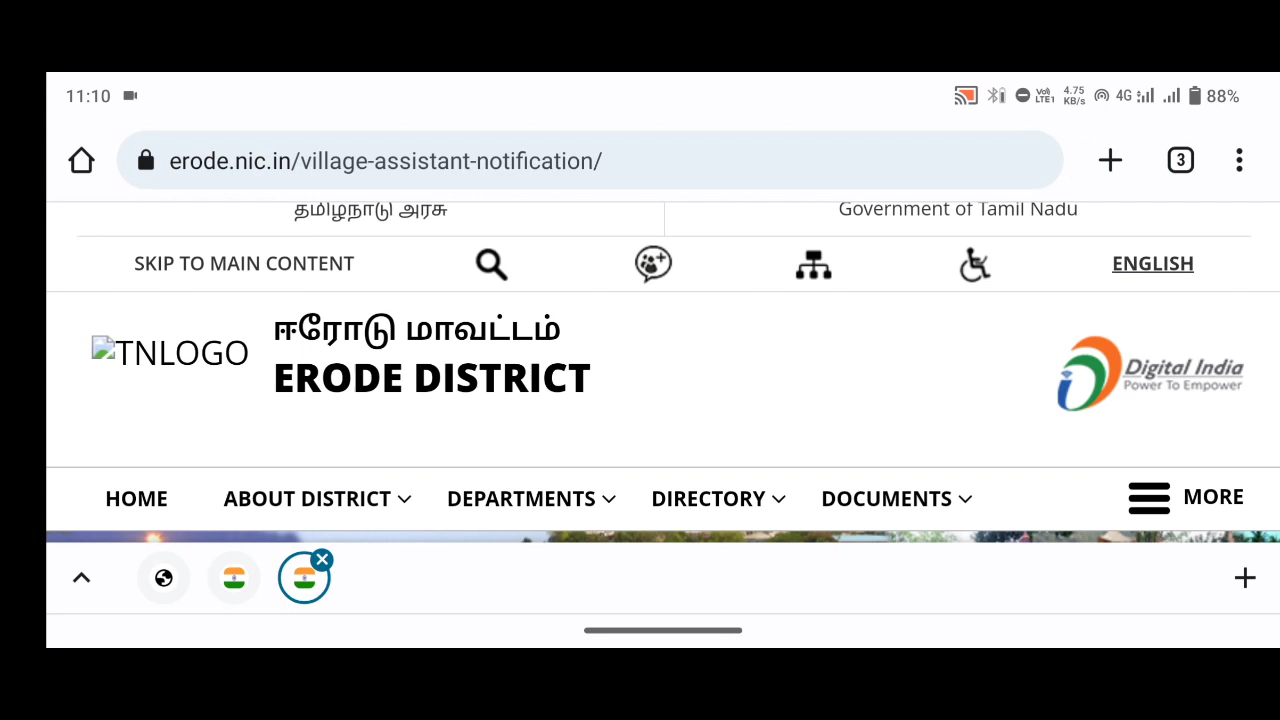 11:10
Vo) LTE1
4.75 KB/s
4G
88%
erode.nic.in/village-assistant-notification/
3
தமிழ்நாடு அரசு
Government of Tamil Nadu
SKIP TO MAIN CONTENT
ENGLISH
TNLOGO
ஈரோடு மாவட்டம்
ERODE DISTRICT
Digital India
Power To Empower
HOME
ABOUT DISTRICT
DEPARTMENTS
DIRECTORY
DOCUMENTS
MORE